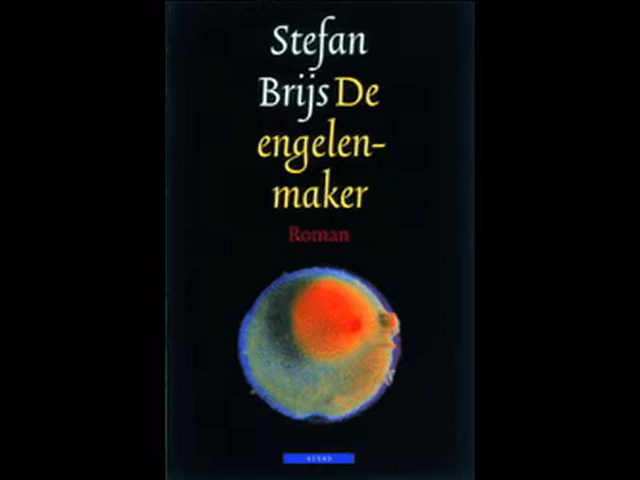 Stefan
Brijs De
engelen-
maker
Roman